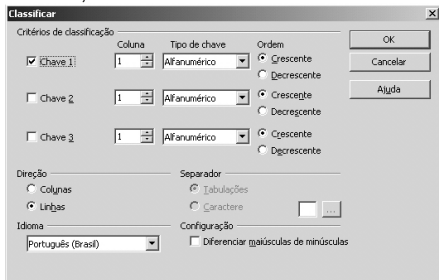 Classificar
Critérios de classificação
Coluna Tipo de chave Ordem
Chave 1 1 Alfanumérico Crescente
Decrescente
Chave 2 1 Alfanumérico Crescente
Decrescente
Chave 3 1 Alfanumérico Crescente
Decrescente
OK
Cancelar
Ajuda
Direção
Colunas
Linhas
Separador
Tabulações
Caractere ...
Idioma
Português (Brasil)
Configuração
Diferenciar maiúsculas de minúsculas